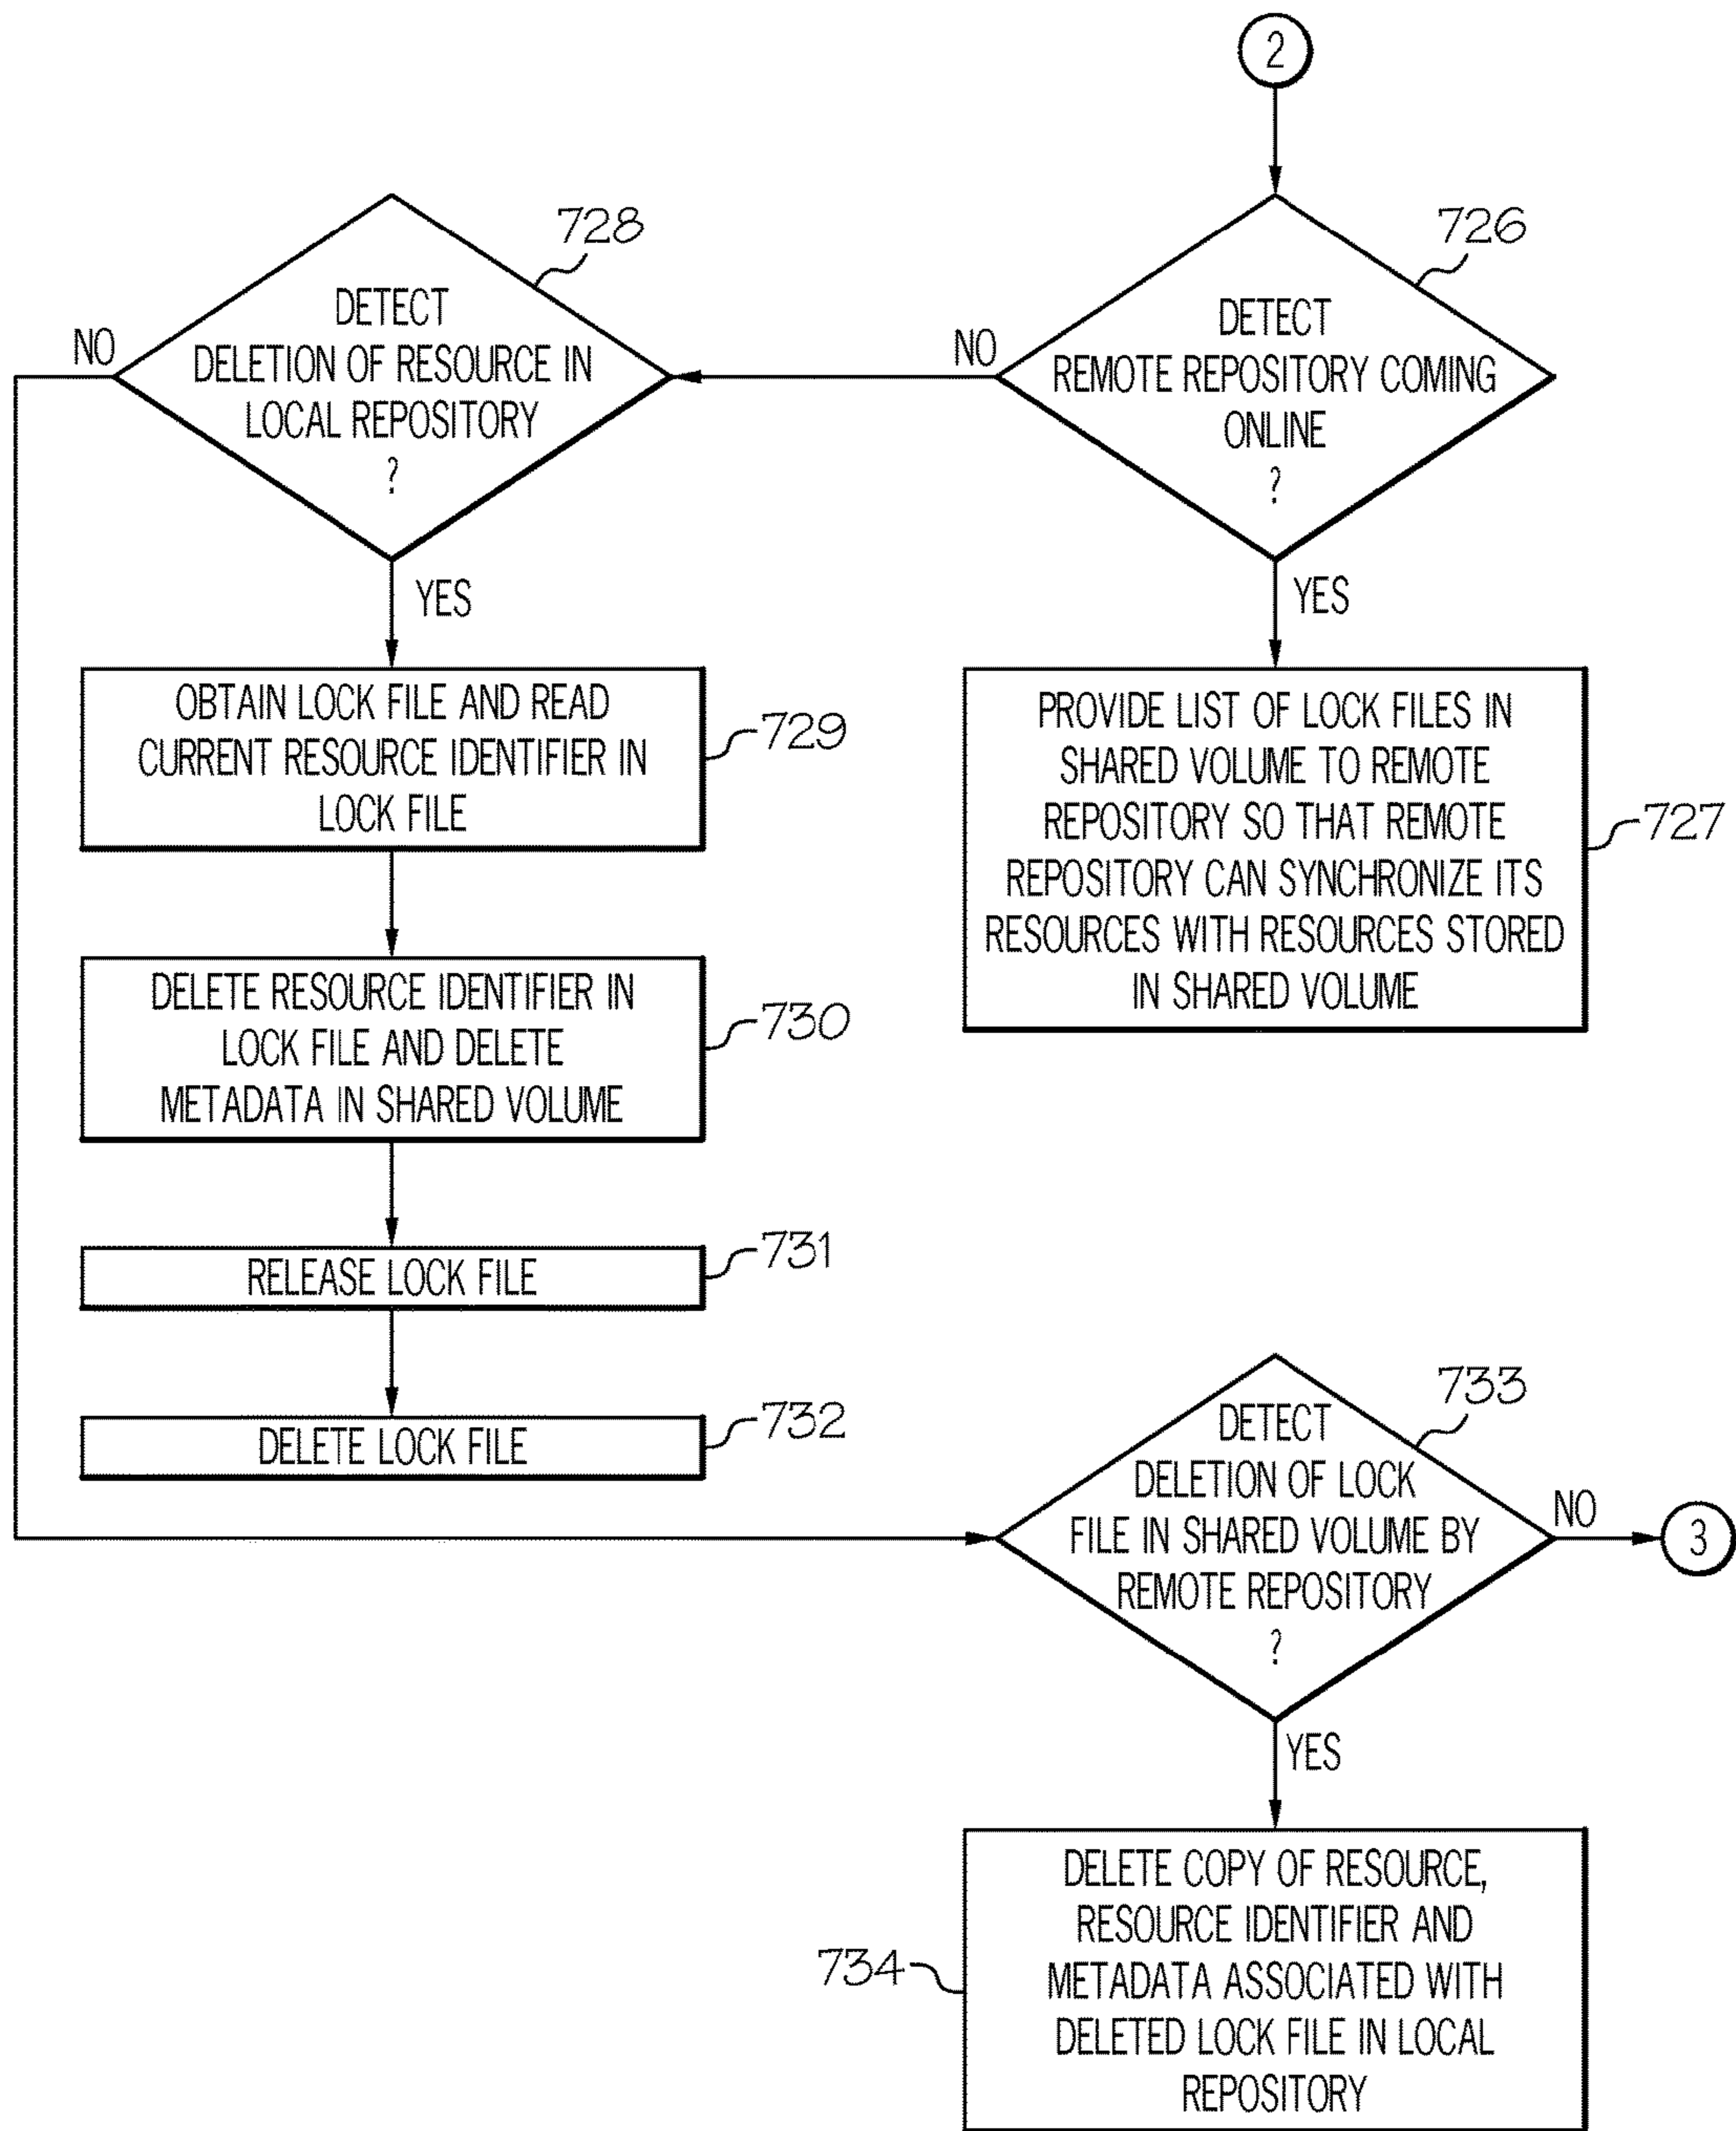 2
726
DETECT
REMOTE REPOSITORY COMING
ONLINE
?
NO
YES
728
DETECT
DELETION OF RESOURCE IN
LOCAL REPOSITORY
?
NO
YES
PROVIDE LIST OF LOCK FILES IN
SHARED VOLUME TO REMOTE
REPOSITORY SO THAT REMOTE
REPOSITORY CAN SYNCHRONIZE ITS
RESOURCES WITH RESOURCES STORED
IN SHARED VOLUME
727
OBTAIN LOCK FILE AND READ
CURRENT RESOURCE IDENTIFIER IN
LOCK FILE
729
DELETE RESOURCE IDENTIFIER IN
LOCK FILE AND DELETE
METADATA IN SHARED VOLUME
730
RELEASE LOCK FILE
731
DELETE LOCK FILE
732
733
DETECT
DELETION OF LOCK
FILE IN SHARED VOLUME BY
REMOTE REPOSITORY
?
NO
3
YES
DELETE COPY OF RESOURCE,
RESOURCE IDENTIFIER AND
METADATA ASSOCIATED WITH
DELETED LOCK FILE IN LOCAL
REPOSITORY
734